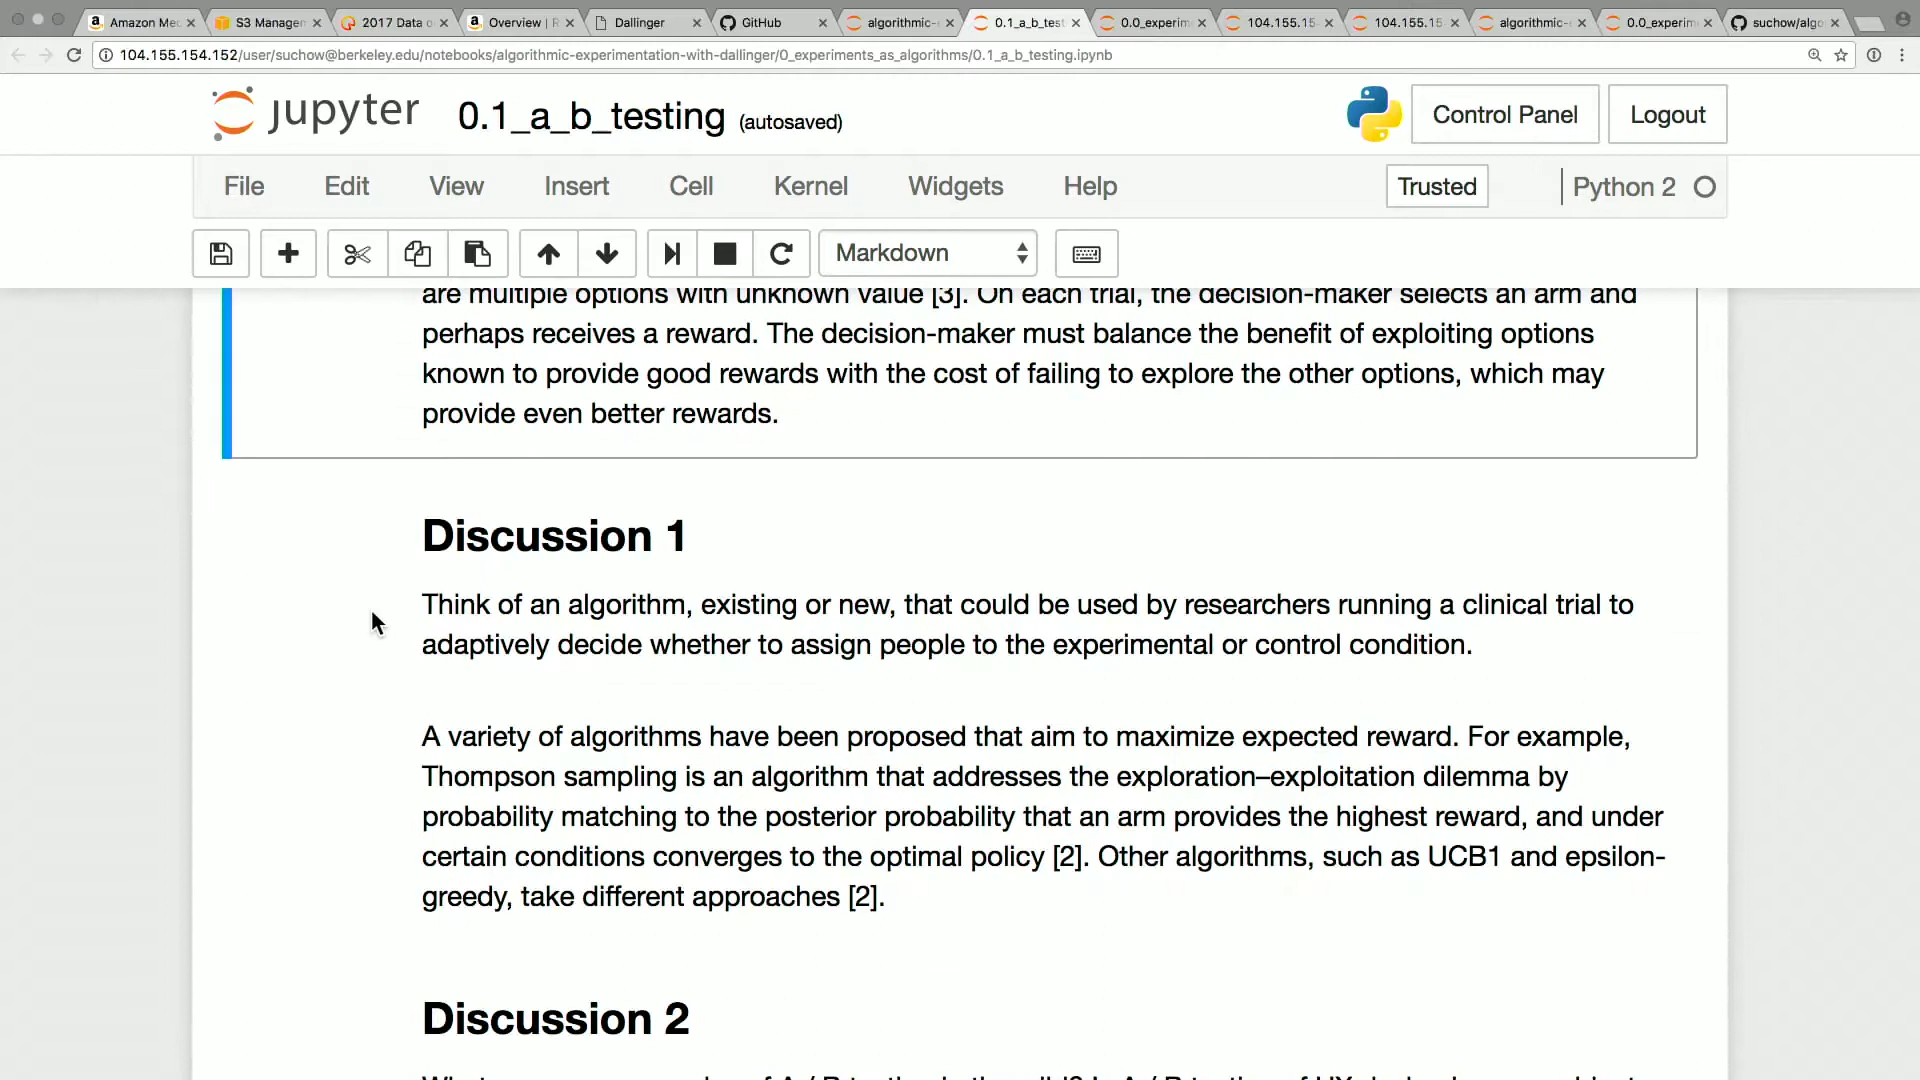 Amazon Me
S3 Managem
2017 Data o
Overview | R
Dallinger
GitHub
algorithmic-
0.1_a_b_test
0.0_experim
104.155.15
104.155.15
algorithmic-
0.0_experim
suchow/algo
104.155.154.152/user/suchow@berkeley.edu/notebooks/algorithmic-experimentation-with-dallinger/0_experiments_as_algorithms/0.1_a_b_testing.ipynb
jupyter 0.1_a_b_testing (autosaved) Control Panel Logout
File Edit View Insert Cell Kernel Widgets Help Trusted Python 2
Markdown
are multiple options with unknown value [3]. On each trial, the decision-maker selects an arm and
perhaps receives a reward. The decision-maker must balance the benefit of exploiting options
known to provide good rewards with the cost of failing to explore the other options, which may
provide even better rewards.
Discussion 1
Think of an algorithm, existing or new, that could be used by researchers running a clinical trial to
adaptively decide whether to assign people to the experimental or control condition.
A variety of algorithms have been proposed that aim to maximize expected reward. For example,
Thompson sampling is an algorithm that addresses the exploration–exploitation dilemma by
probability matching to the posterior probability that an arm provides the highest reward, and under
certain conditions converges to the optimal policy [2]. Other algorithms, such as UCB1 and epsilon-
greedy, take different approaches [2].
Discussion 2